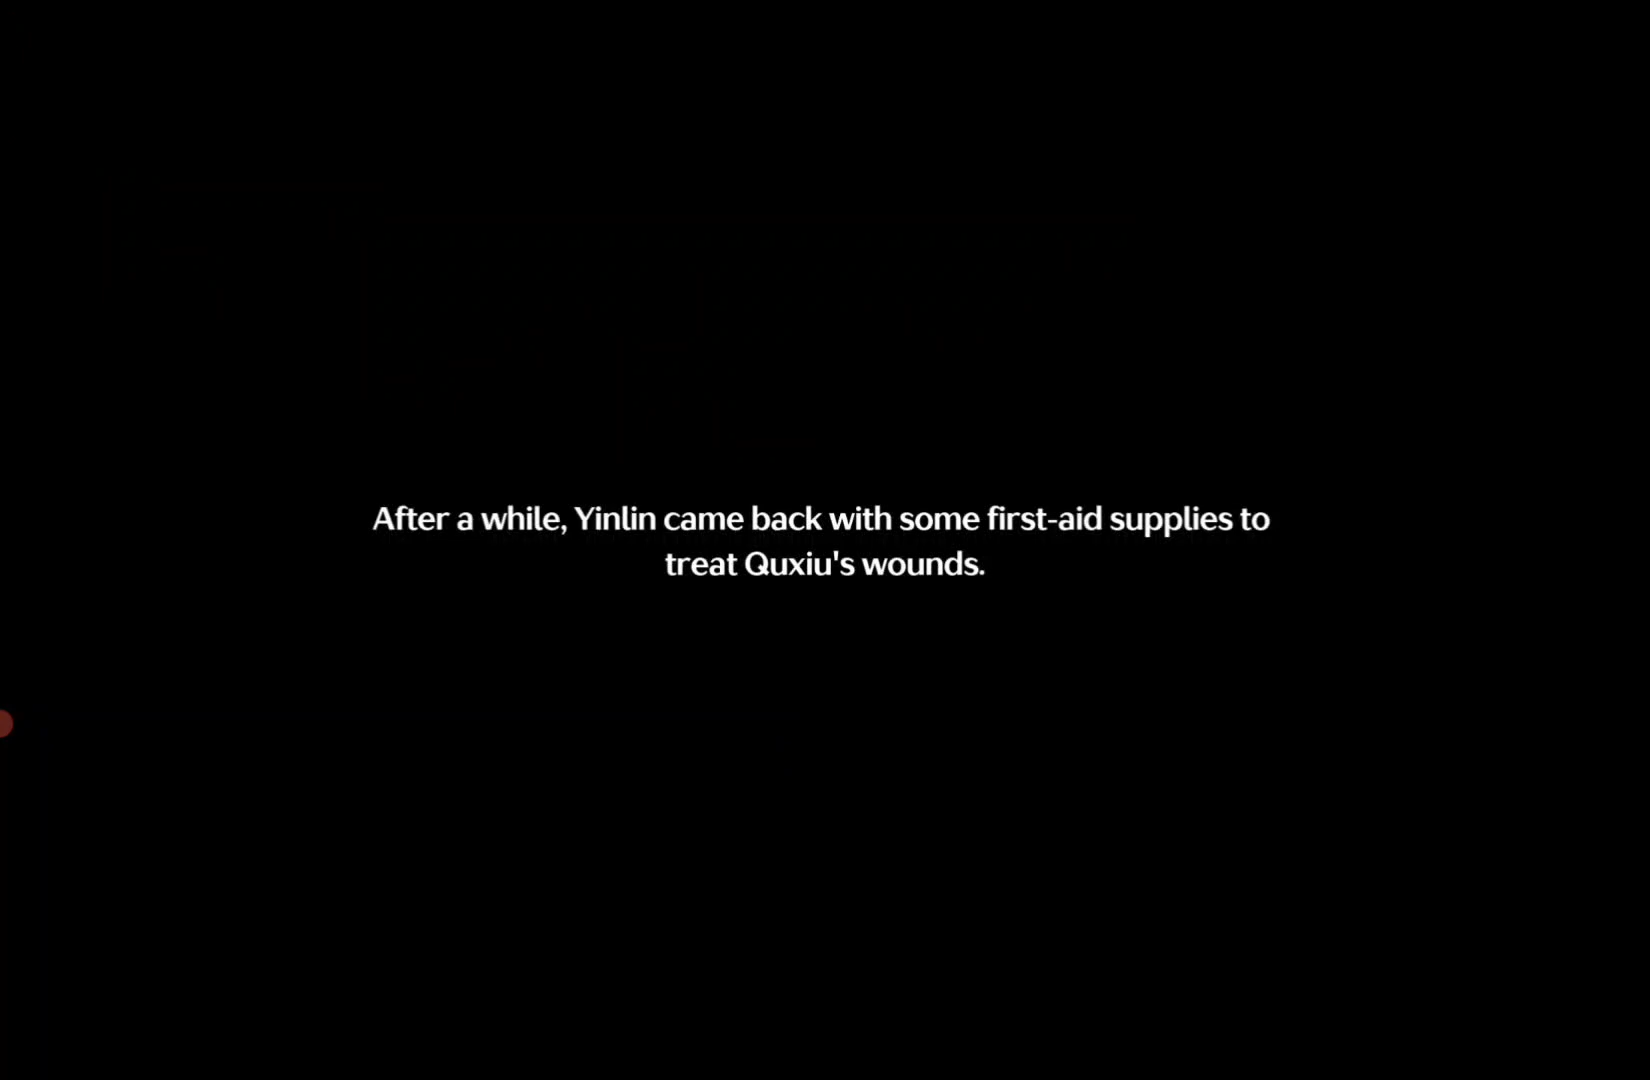 After a while, Yinlin came back with some first-aid supplies to
treat Quxiu's wounds.